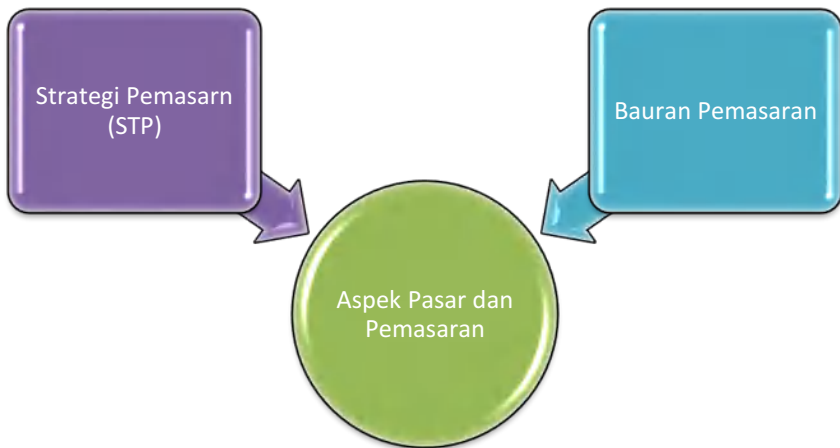 Strategi Pemasarn
(STP)
Bauran Pemasaran
Aspek Pasar dan
Pemasaran